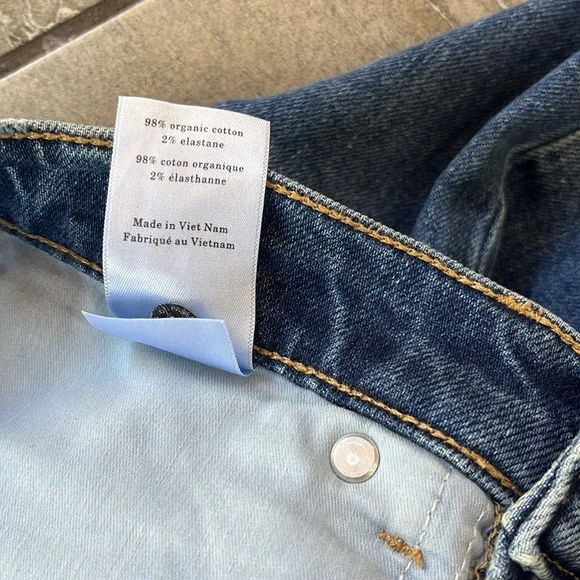 98% organic cotton
2% elastane
98% coton organique
2% élasthanne
Made in Viet Nam
Fabriqué au Vietnam